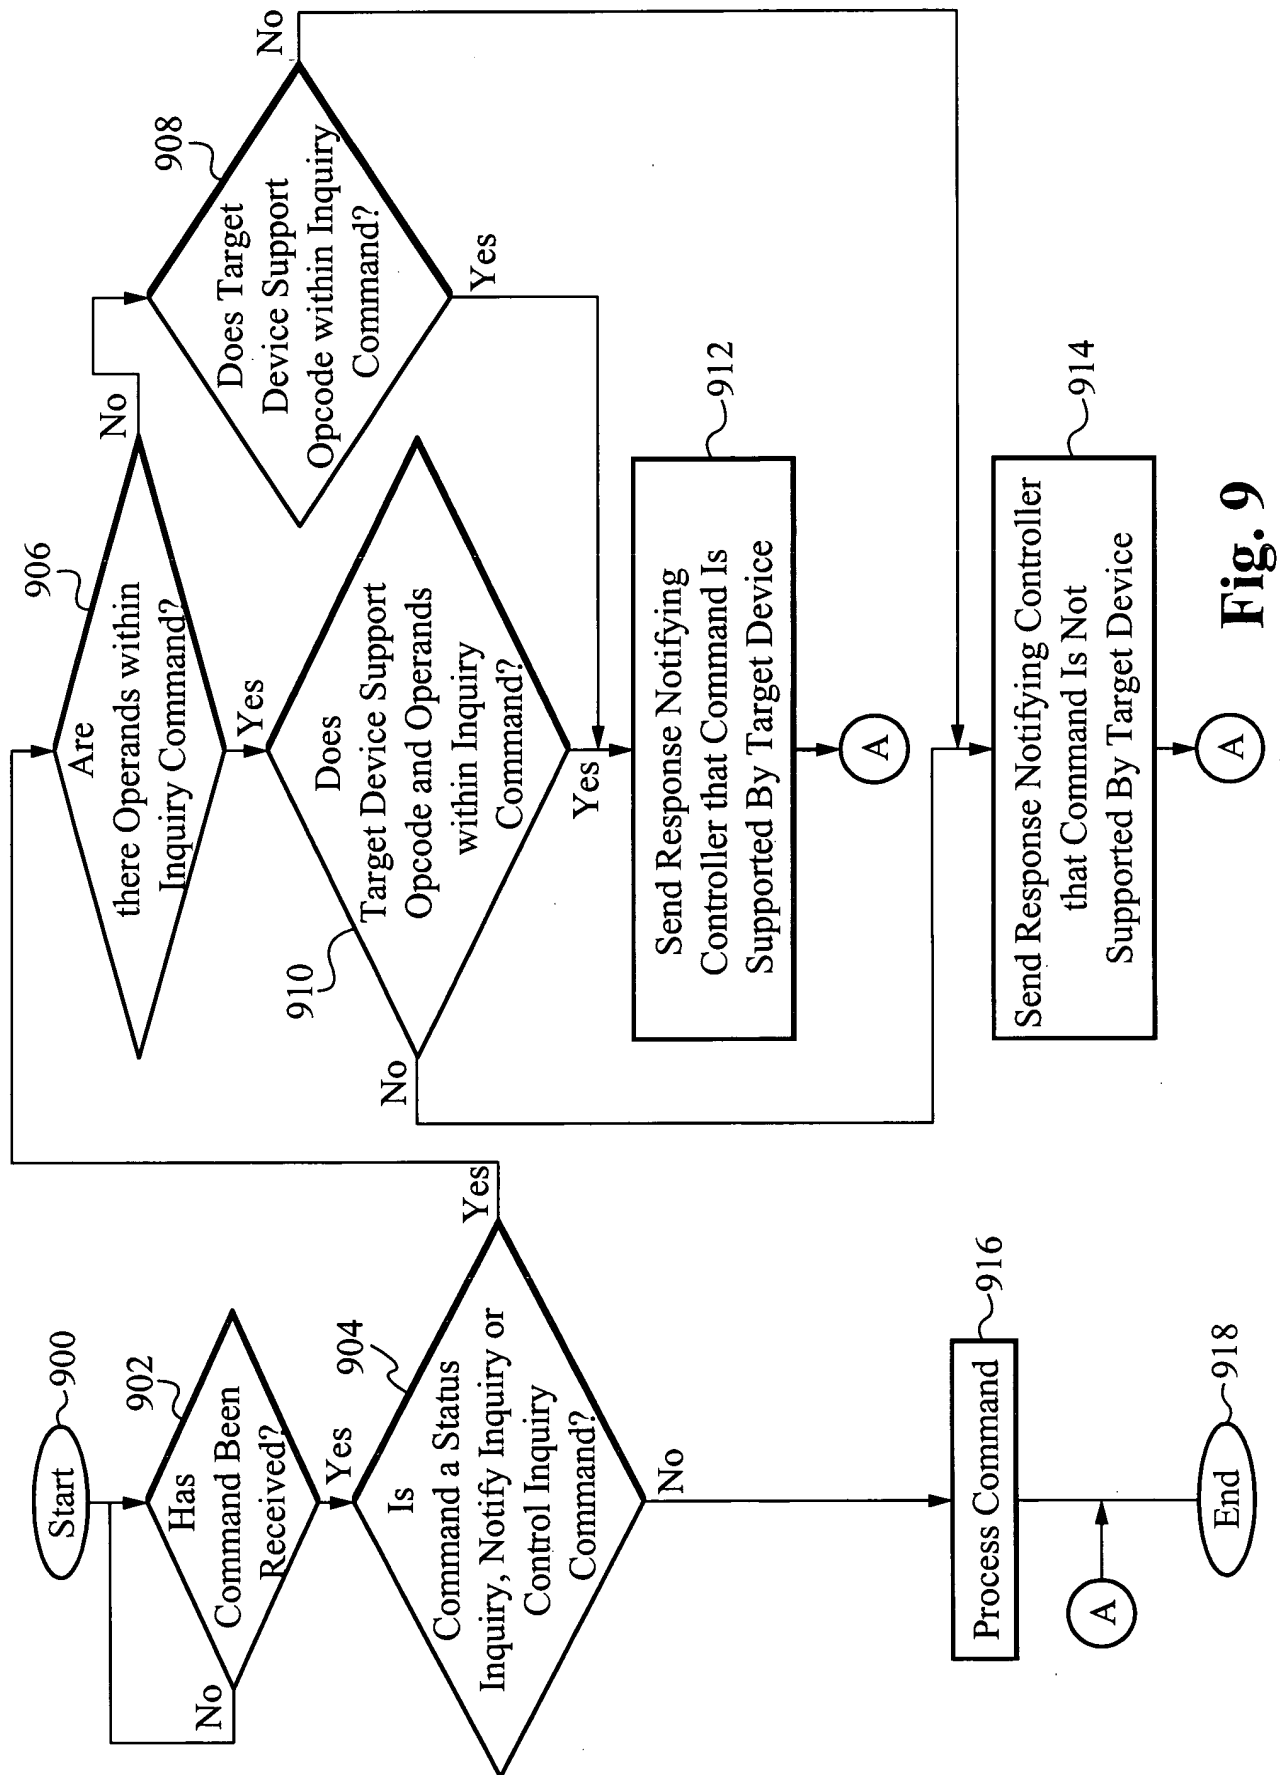 Start
900
Has
Command Been
Received?
902
No
Yes
Is
Command a Status
Inquiry, Notify Inquiry or
Control Inquiry
Command?
904
Yes
No
Process Command
916
A
End
918
Are
there Operands within
Inquiry Command?
906
No
Yes
Does
Target Device Support
Opcode and Operands
within Inquiry
Command?
910
No
Yes
Does Target
Device Support
Opcode within Inquiry
Command?
908
No
Yes
Send Response Notifying
Controller that Command Is
Supported By Target Device
912
A
Send Response Notifying Controller
that Command Is Not
Supported By Target Device
914
A
Fig. 9